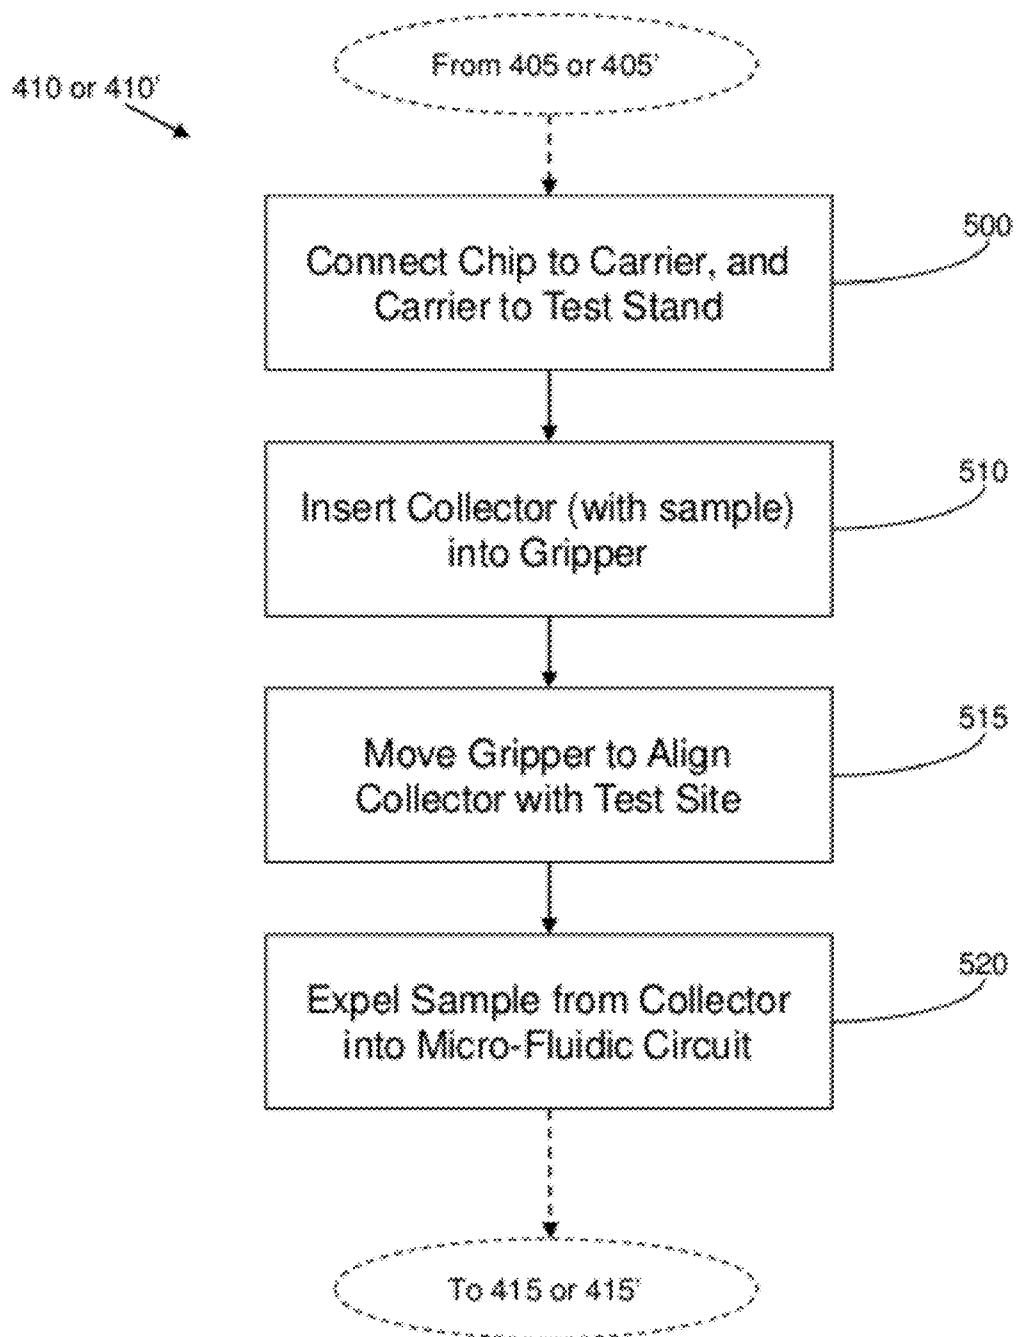 From 405 or 405'
410 or 410'
500
Connect Chip to Carrier, and
Carrier to Test Stand
510
Insert Collector (with sample)
into Gripper
515
Move Gripper to Align
Collector with Test Site
520
Expel Sample from Collector
into Micro-Fluidic Circuit
To 415 or 415'